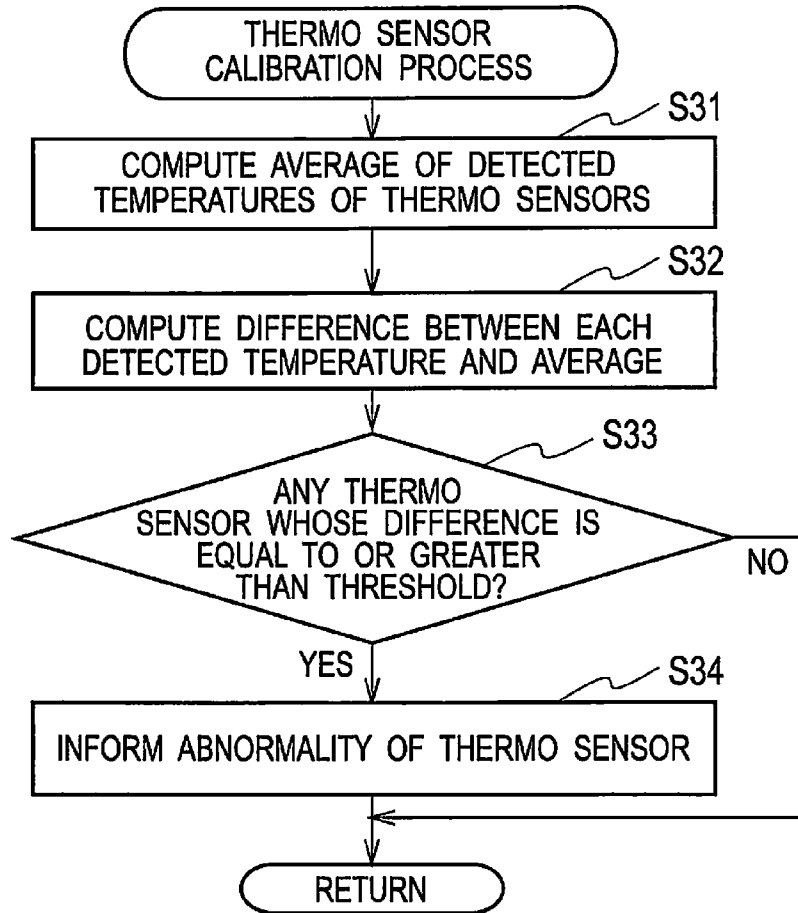 THERMO SENSOR
CALIBRATION PROCESS
S31
COMPUTE AVERAGE OF DETECTED
TEMPERATURES OF THERMO SENSORS
S32
COMPUTE DIFFERENCE BETWEEN EACH
DETECTED TEMPERATURE AND AVERAGE
S33
ANY THERMO
SENSOR WHOSE DIFFERENCE IS
EQUAL TO OR GREATER
THAN THRESHOLD?
NO
YES
S34
INFORM ABNORMALITY OF THERMO SENSOR
RETURN